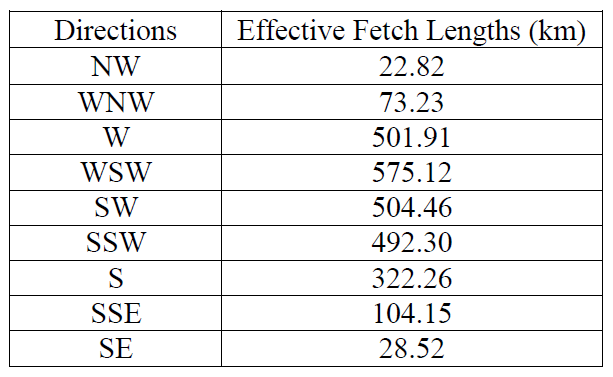 Directions Effective Fetch Lengths (km)
NW 22.82
WNW 73.23
W 501.91
WSW 575.12
SW 504.46
SSW 492.30
S 322.26
SSE 104.15
SE 28.52